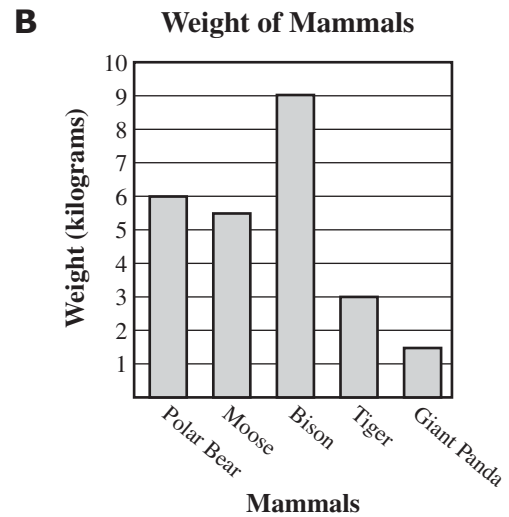 B
Weight of Mammals
Weight (kilograms)
10
9
8
7
6
5
4
3
2
1
Polar Bear
Moose
Bison
Tiger
Giant Panda
Mammals